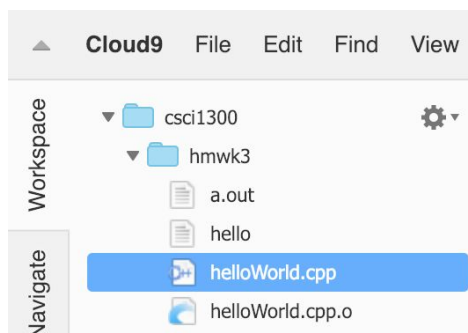 Cloud9 File Edit Find View
Workspace
Navigate
csci1300
hmwk3
a.out
hello
helloWorld.cpp
helloWorld.cpp.o